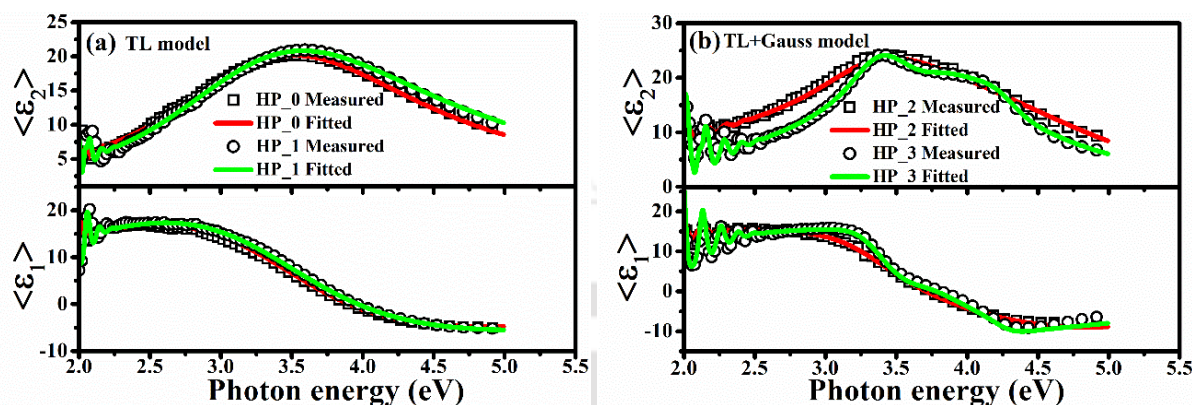 (a) TL model
<ε2>
25
20
15
10
5
0
HP_0 Measured
HP_0 Fitted
HP_1 Measured
HP_1 Fitted
<ε1>
20
10
0
-10
2.0 2.5 3.0 3.5 4.0 4.5 5.0 5.5
Photon energy (eV)
(b) TL+Gauss model
<ε2>
30
20
10
0
HP_2 Measured
HP_2 Fitted
HP_3 Measured
HP_3 Fitted
<ε1>
20
10
0
-10
2.0 2.5 3.0 3.5 4.0 4.5 5.0 5.5
Photon energy (eV)